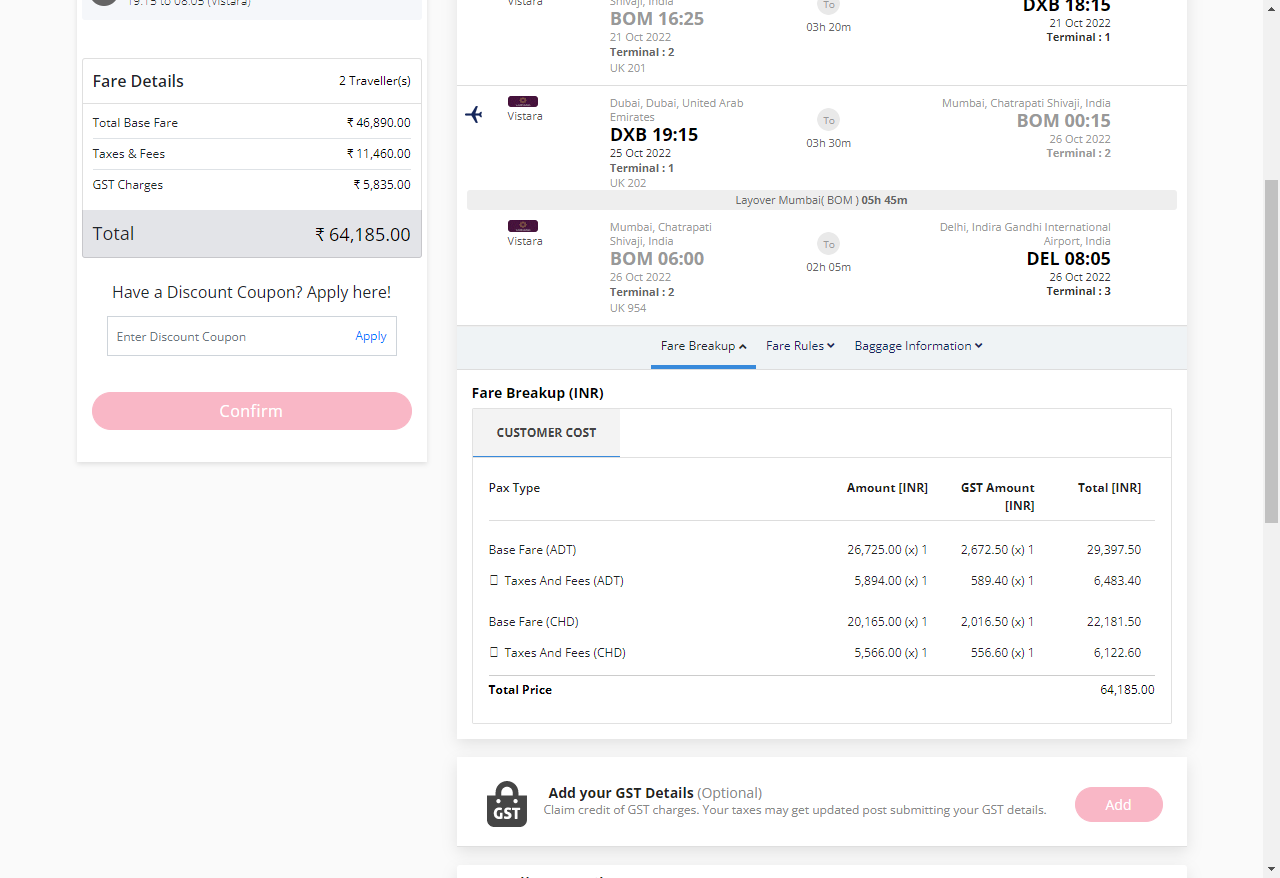 19:15 to 08:05 (Vistara)
Fare Details 2 Traveller(s)
Total Base Fare ₹ 46,890.00
Taxes & Fees ₹ 11,460.00
GST Charges ₹ 5,835.00
Total ₹ 64,185.00
Have a Discount Coupon? Apply here!
Enter Discount Coupon Apply
Confirm
Vistara
Shivaji, India
BOM 16:25
21 Oct 2022
Terminal : 2
UK 201
To
03h 20m
DXB 18:15
21 Oct 2022
Terminal : 1
Vistara
Dubai, Dubai, United Arab
Emirates
DXB 19:15
25 Oct 2022
Terminal : 1
UK 202
To
03h 30m
Mumbai, Chatrapati Shivaji, India
BOM 00:15
26 Oct 2022
Terminal : 2
Layover Mumbai( BOM ) 05h 45m
Vistara
Mumbai, Chatrapati
Shivaji, India
BOM 06:00
26 Oct 2022
Terminal : 2
UK 954
To
02h 05m
Delhi, Indira Gandhi International
Airport, India
DEL 08:05
26 Oct 2022
Terminal : 3
Fare Breakup Fare Rules Baggage Information
Fare Breakup (INR)
CUSTOMER COST
Pax Type Amount [INR] GST Amount Total [INR]
[INR]
Base Fare (ADT) 26,725.00 (x) 1 2,672.50 (x) 1 29,397.50
Taxes And Fees (ADT) 5,894.00 (x) 1 589.40 (x) 1 6,483.40
Base Fare (CHD) 20,165.00 (x) 1 2,016.50 (x) 1 22,181.50
Taxes And Fees (CHD) 5,566.00 (x) 1 556.60 (x) 1 6,122.60
Total Price 64,185.00
GST
Add your GST Details (Optional)
Claim credit of GST charges. Your taxes may get updated post submitting your GST details.
Add